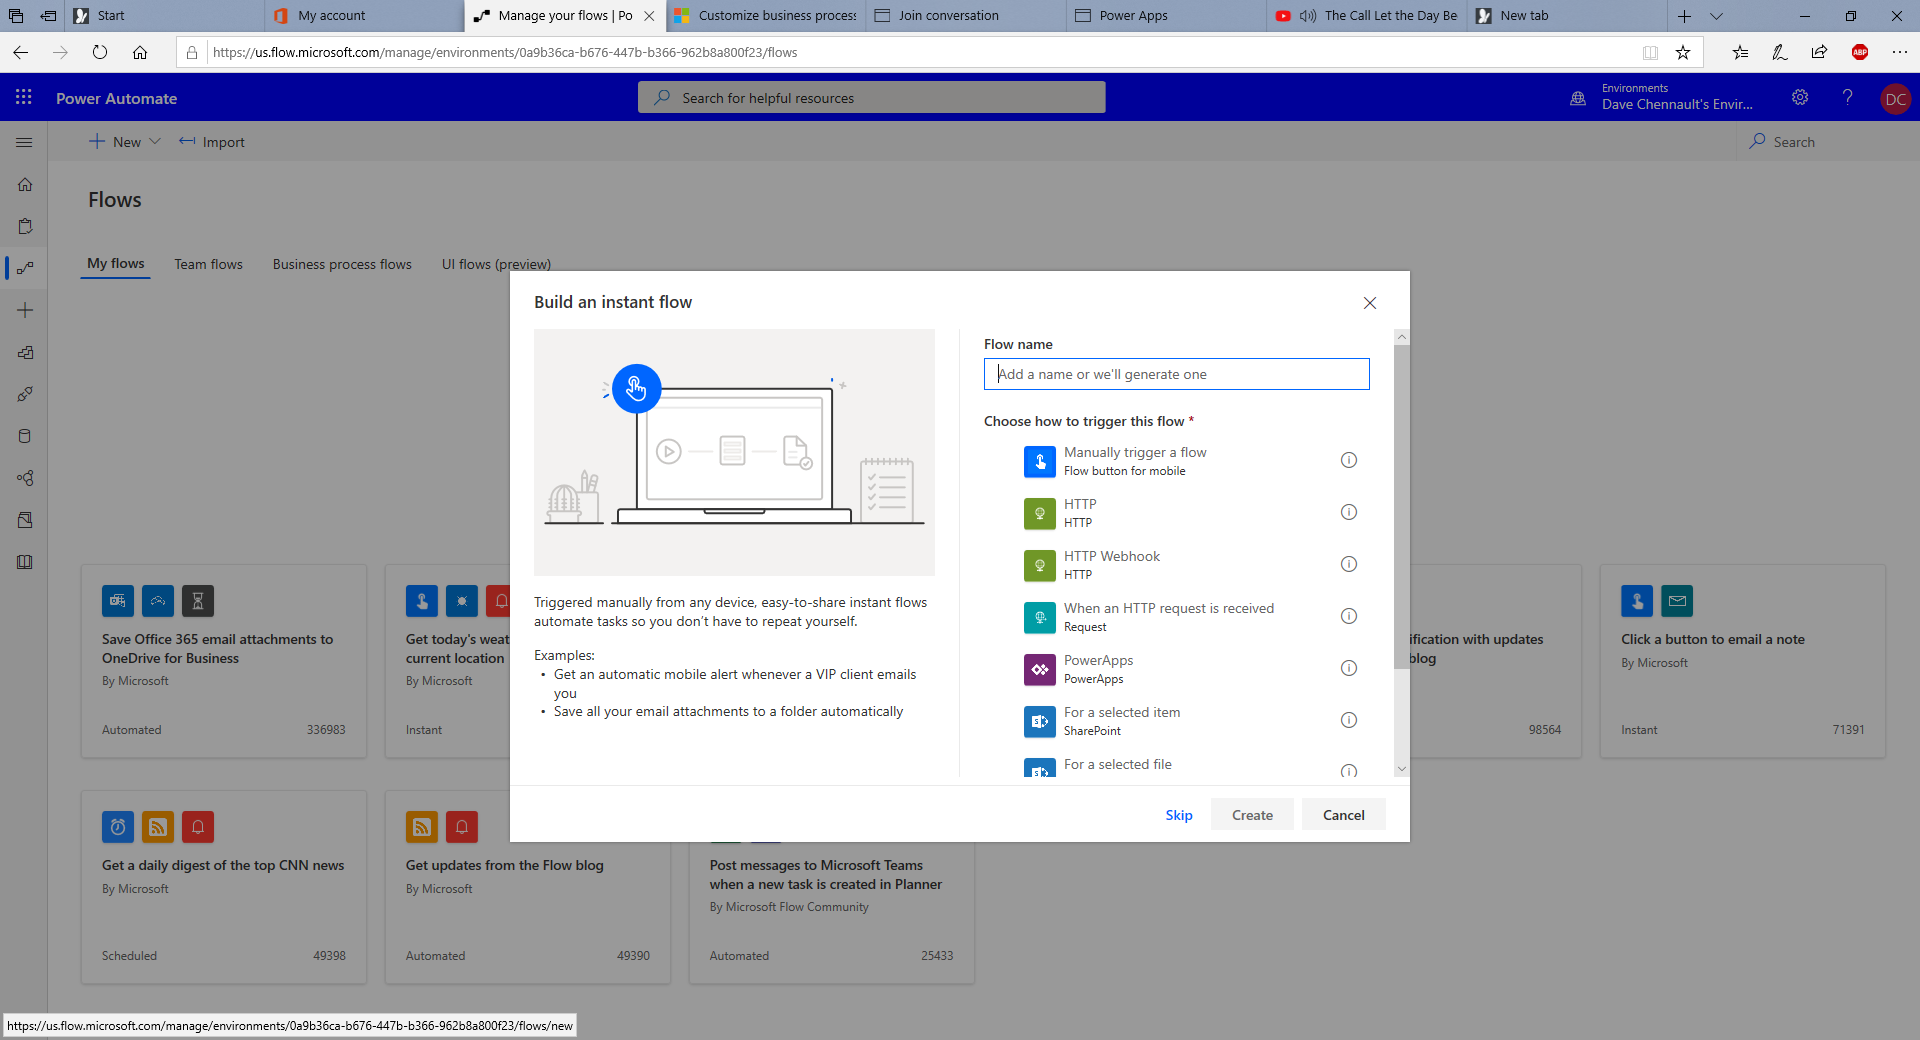 Start
My account
Manage your flows | Po
Customize business process
Join conversation
Power Apps
The Call Let the Day Be
New tab
https://us.flow.microsoft.com/manage/environments/0a9b36ca-b676-447b-b366-962b8a800f23/flows
ABP
Power Automate
Search for helpful resources
Environments
Dave Chennault's Envir...
?
DC
New
Import
Search
Flows
My flows
Team flows
Business process flows
UI flows (preview)
Build an instant flow
Triggered manually from any device, easy-to-share instant flows
automate tasks so you don't have to repeat yourself.
Examples:
• Get an automatic mobile alert whenever a VIP client emails
you
• Save all your email attachments to a folder automatically
Flow name
Add a name or we'll generate one
Choose how to trigger this flow *
Manually trigger a flow
Flow button for mobile
HTTP
HTTP
HTTP Webhook
HTTP
When an HTTP request is received
Request
PowerApps
PowerApps
For a selected item
SharePoint
For a selected file
Skip
Create
Cancel
Save Office 365 email attachments to
OneDrive for Business
By Microsoft
Automated
336983
Get today's weat
current location
By Microsoft
Instant
ification with updates
blog
98564
Click a button to email a note
By Microsoft
Instant
71391
Get a daily digest of the top CNN news
By Microsoft
Scheduled
49398
Get updates from the Flow blog
By Microsoft
Automated
49390
Post messages to Microsoft Teams
when a new task is created in Planner
By Microsoft Flow Community
Automated
25433
https://us.flow.microsoft.com/manage/environments/0a9b36ca-b676-447b-b366-962b8a800f23/flows/new